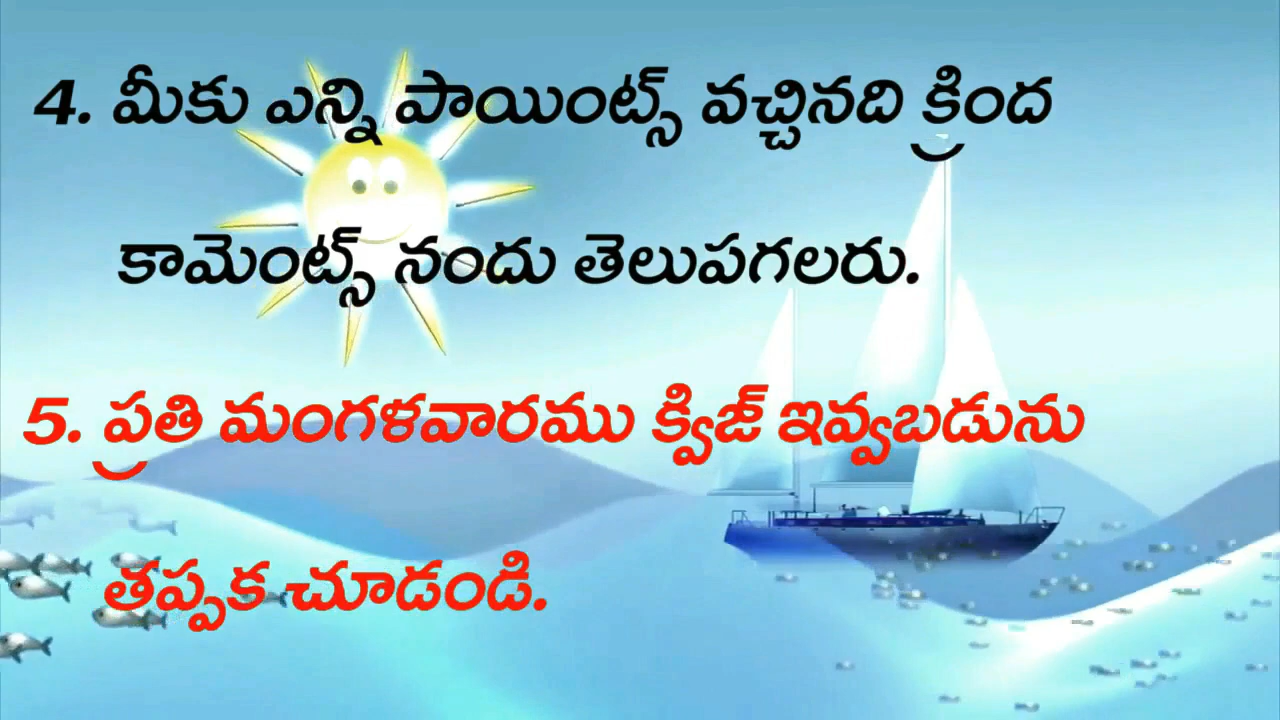 4. మీకు ఎన్ని పాయింట్స్ వచ్చినది క్రింద
కామెంట్స్ నందు తెలుపగలరు.
5. ప్రతి మంగళవారము క్విజ్ ఇవ్వబడును
తప్పక చూడండి.